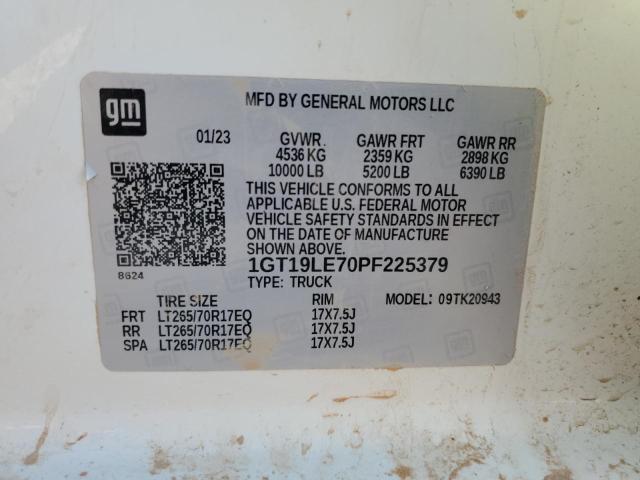 gm
MFD BY GENERAL MOTORS LLC
01/23 GVWR GAWR FRT GAWR RR
4536 KG 2359 KG 2898 KG
10000 LB 5200 LB 6390 LB
THIS VEHICLE CONFORMS TO ALL
APPLICABLE U.S. FEDERAL MOTOR
VEHICLE SAFETY STANDARDS IN EFFECT
ON THE DATE OF MANUFACTURE
SHOWN ABOVE.
8624
1GT19LE70PF225379
TYPE: TRUCK
TIRE SIZE RIM MODEL: 09TK20943
FRT LT265/70R17EQ 17X7.5J
RR LT265/70R17EQ 17X7.5J
SPA LT265/70R17EQ 17X7.5J